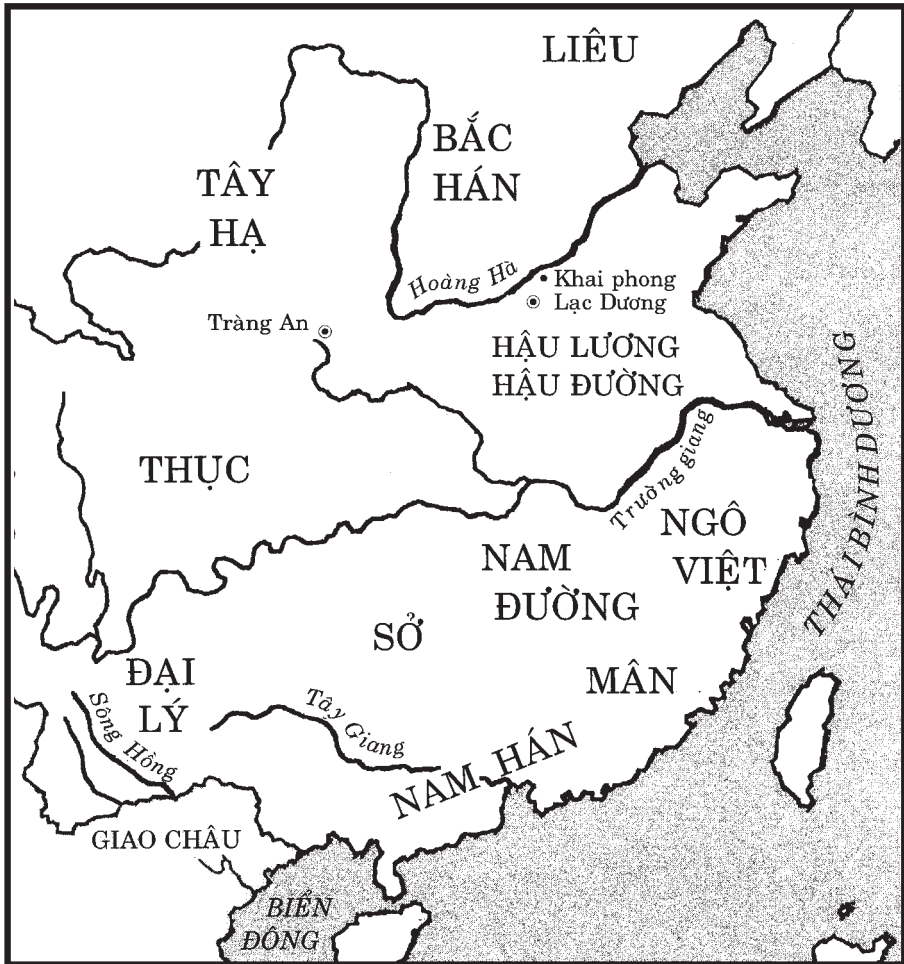 LIÊU
BẮC
HÁN
TÂY
HẠ
Hoàng Hà
Khai phong
Lạc Dương
Tràng An
HẬU LƯƠNG
HẬU ĐƯỜNG
THÁI BÌNH DƯƠNG
Trường giang
THỤC
NGÔ
VIỆT
NAM
ĐƯỜNG
SỞ
MÂN
ĐẠI
LÝ
Sông Hồng
Tây Giang
NAM HÁN
GIAO CHÂU
BIỂN
ĐÔNG